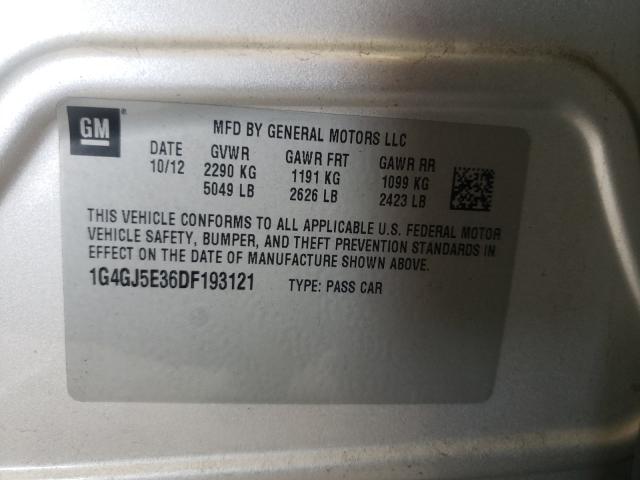 GM
MFD BY GENERAL MOTORS LLC
DATE GVWR GAWR FRT GAWR RR
10/12 2290 KG 1191 KG 1099 KG
5049 LB 2626 LB 2423 LB
THIS VEHICLE CONFORMS TO ALL APPLICABLE U.S. FEDERAL MOTOR
VEHICLE SAFETY, BUMPER, AND THEFT PREVENTION STANDARDS IN
EFFECT ON THE DATE OF MANUFACTURE SHOWN ABOVE.
1G4GJ5E36DF193121 TYPE: PASS CAR